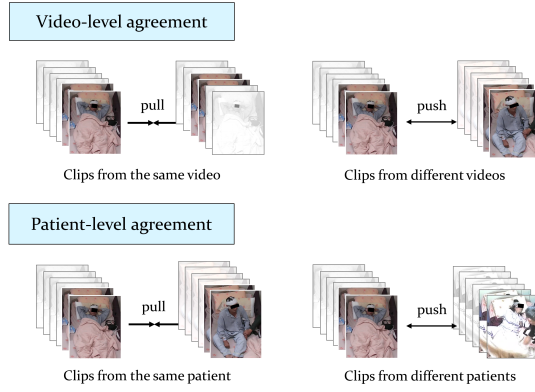 Video-level agreement
pull
push
Clips from the same video
Clips from different videos
Patient-level agreement
pull
push
Clips from the same patient
Clips from different patients